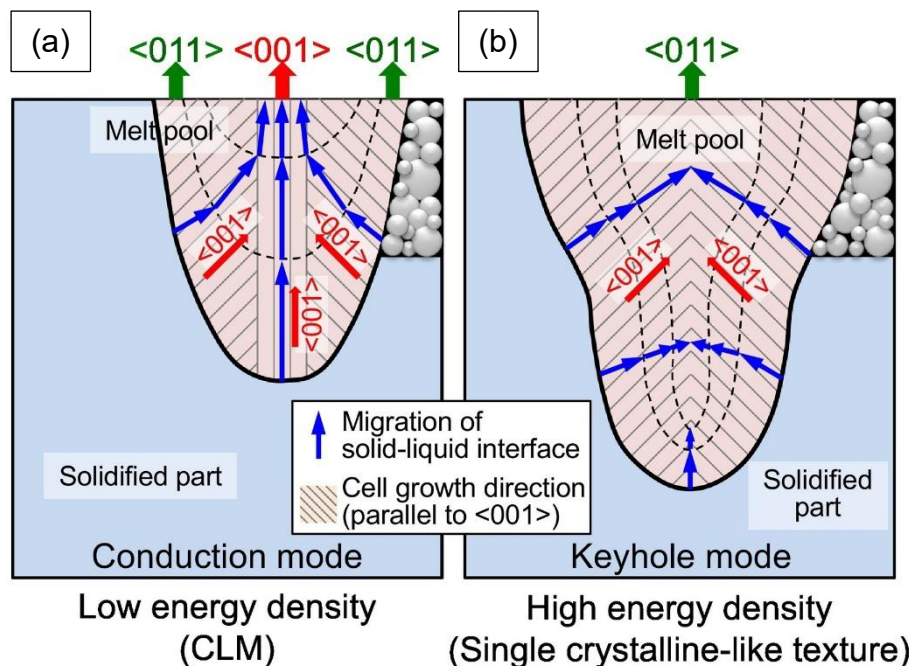 (a)
<011>
<001>
<011>
Melt pool
<001>
<001>
<001>
Solidified part
Conduction mode
Low energy density
(CLM)
(b)
<011>
Melt pool
<001>
<001>
Solidified
part
Keyhole mode
High energy density
(Single crystalline-like texture)
Migration of
solid-liquid interface
Cell growth direction
(parallel to <001>)